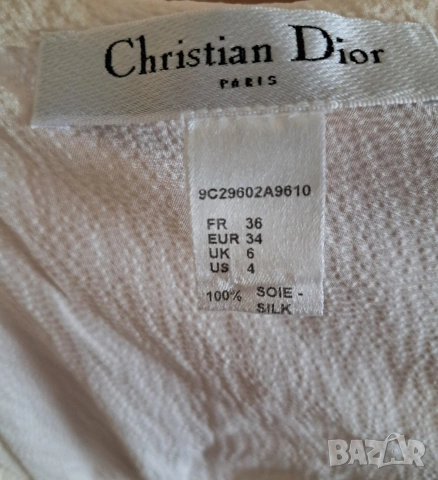 Christian Dior
PARIS
9C29602A9610
FR 36
EUR 34
UK 6
US 4
100% SOIE -
SILK
BAZAR